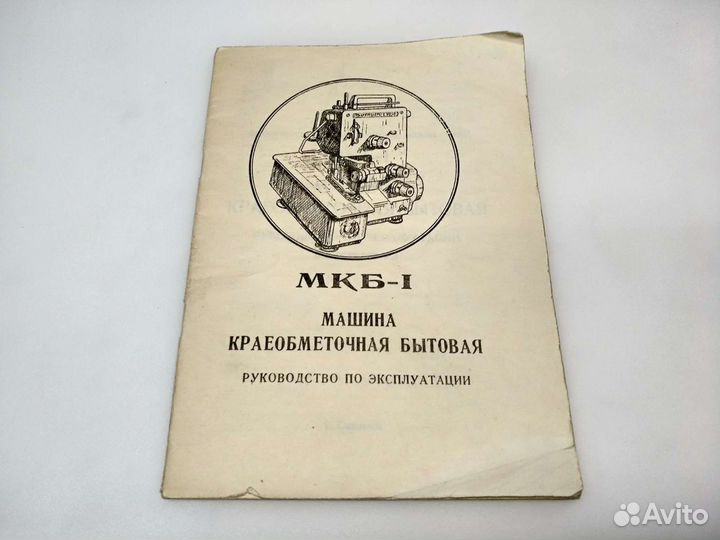 МКБ-1
МАШИНА
КРАЕОБМЕТОЧНАЯ БЫТОВАЯ
РУКОВОДСТВО ПО ЭКСПЛУАТАЦИИ
Avito